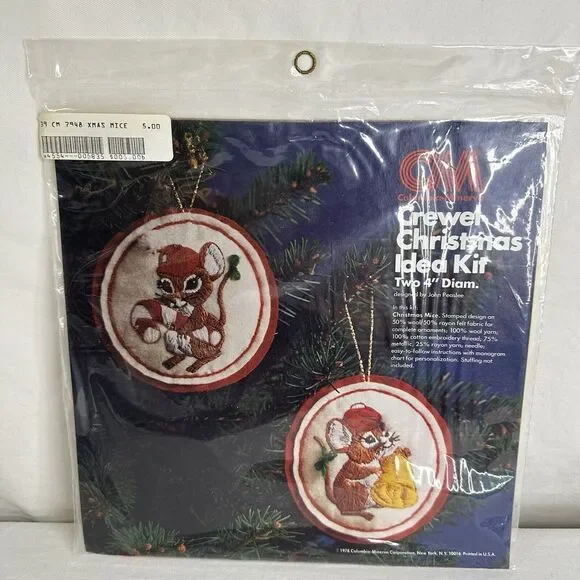 39 CM 7948 XMAS MICE 5.00
Crewel
Christmas
Idea Kit
Two 4" Diam.
designed by John Peaslee
In this kit:
Christmas Mice. Stamped design on
50% wool/50% rayon felt fabric for
complete ornaments; 100% wool yarn;
100% cotton embroidery thread; 75%
metallic, 25% rayon yarn; needle;
easy-to-follow instructions with monogram
chart for personalization. Stuffing not
included.
© 1978 Columbia-Minerva Corporation, New York, N.Y. 10016. Printed in U.S.A.